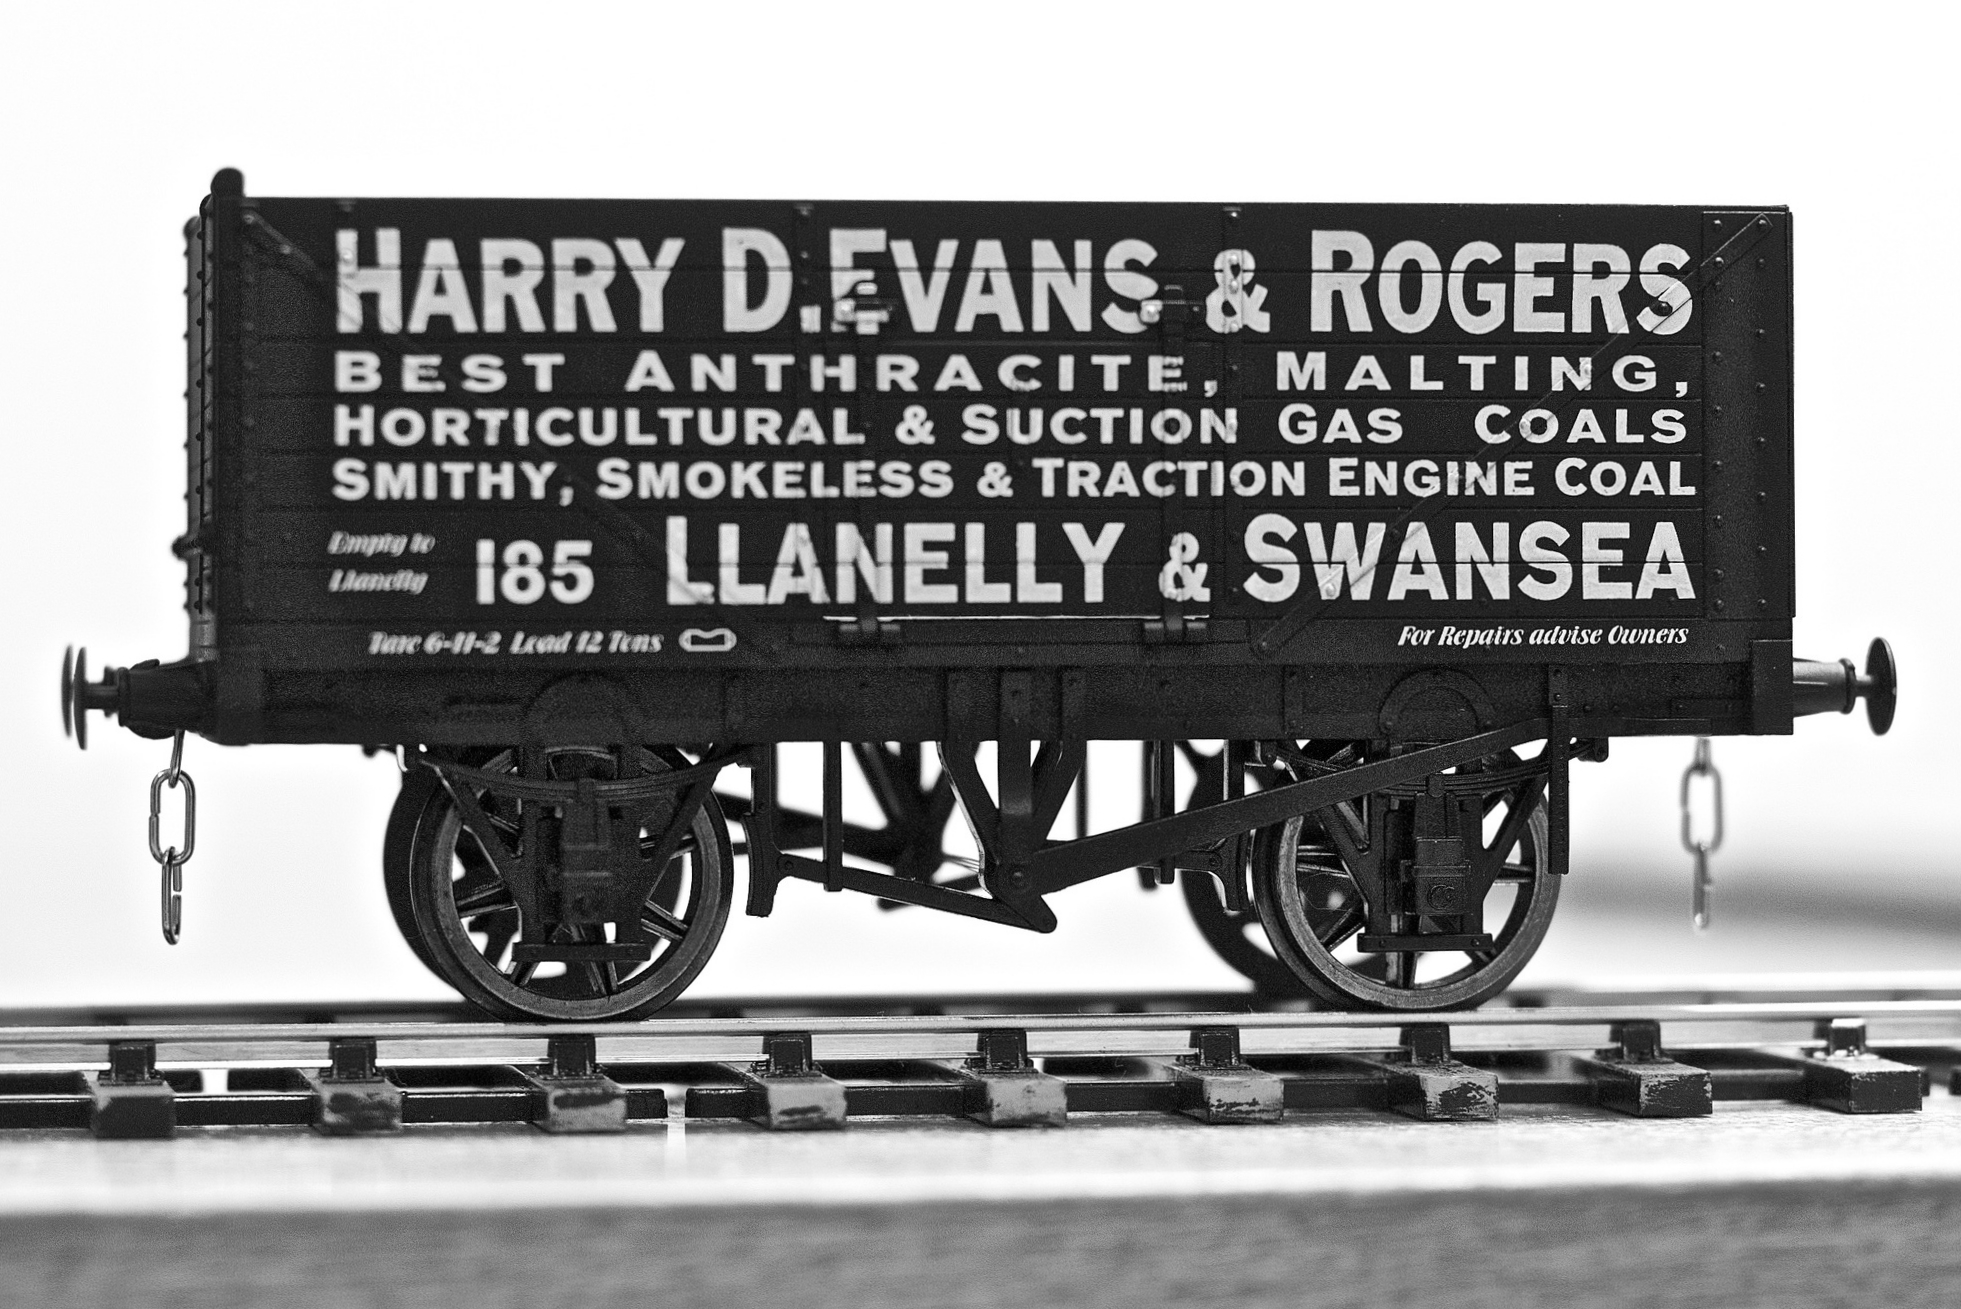 HARRY D. EVANS & ROGERS
BEST ANTHRACITE, MALTING,
HORTICULTURAL & SUCTION GAS COALS
SMITHY, SMOKELESS & TRACTION ENGINE COAL
Empty to
Llanelly
185 LLANELLY & SWANSEA
Tare 6-11-2 Load 12 Tons
For Repairs advise Owners